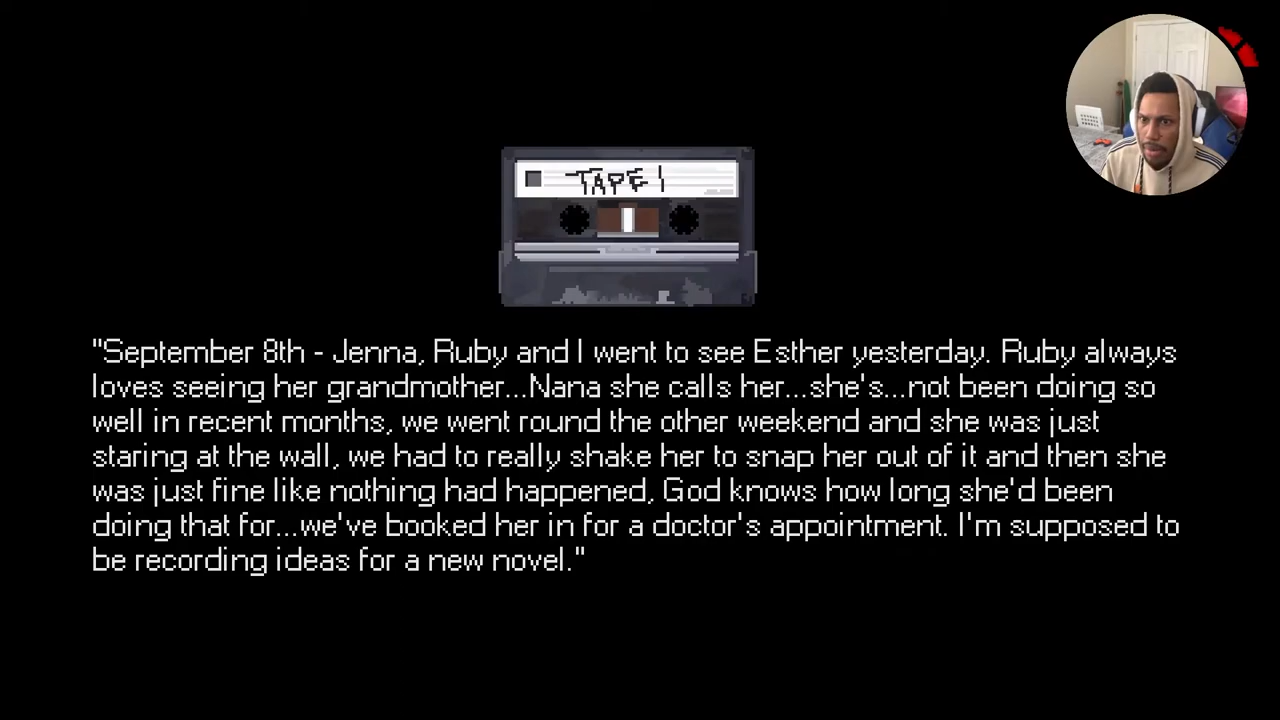 TAPE 1
"September 8th - Jenna, Ruby and I went to see Esther yesterday. Ruby always
loves seeing her grandmother...Nana she calls her...she's...not been doing so
well in recent months, we went round the other weekend and she was just
staring at the wall, we had to really shake her to snap her out of it and then she
was just fine like nothing had happened, God knows how long she'd been
doing that for...we've booked her in for a doctor's appointment. I'm supposed to
be recording ideas for a new novel."